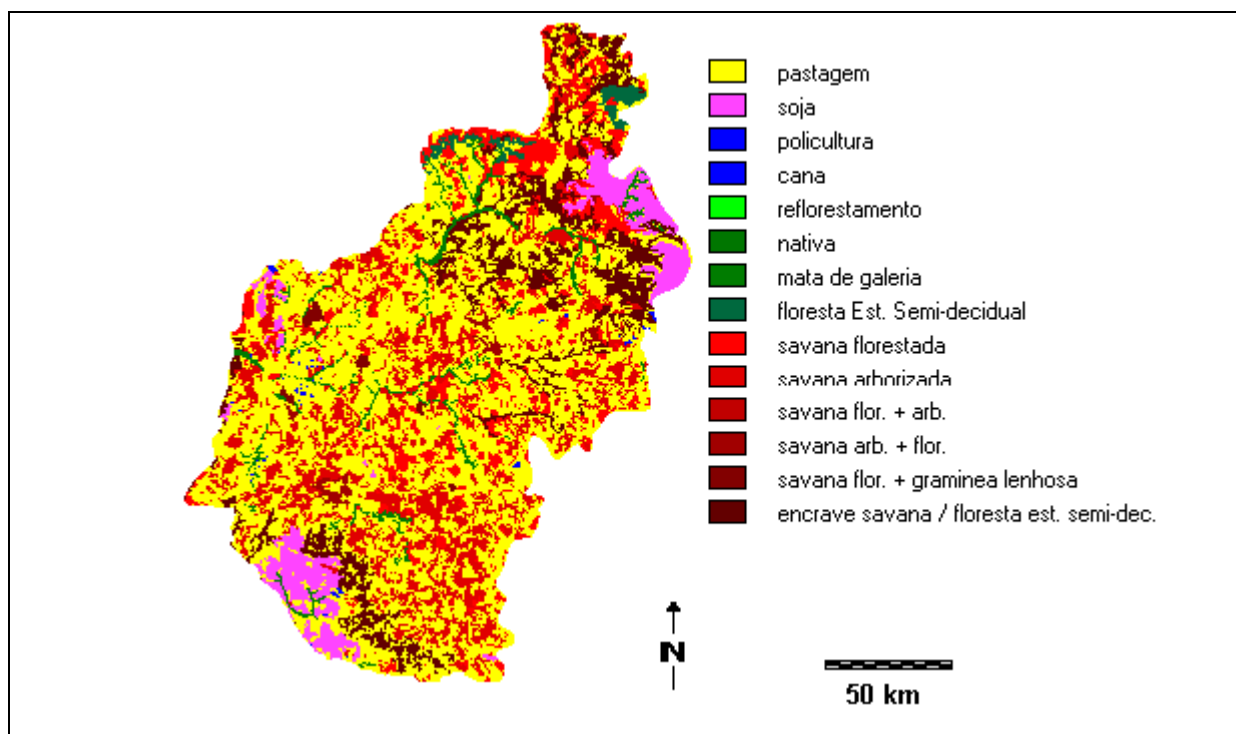 pastagem
soja
policultura
cana
reflorestamento
nativa
mata de galeria
floresta Est. Semi-decidual
savana florestada
savana arborizada
savana flor. + arb.
savana arb. + flor.
savana flor. + graminea lenhosa
encrave savana / floresta est. semi-dec.
N
50 km